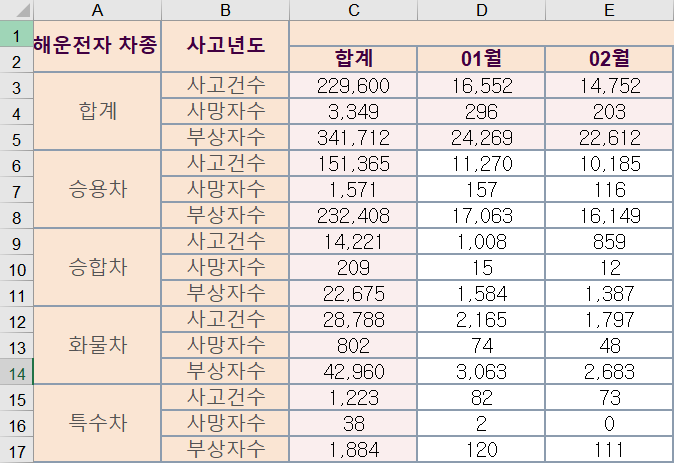 A B C D E
1 해운전자 차종 사고년도
2 합계 01월 02월
3 합계 사고건수 229,600 16,552 14,752
4 사망자수 3,349 296 203
5 부상자수 341,712 24,269 22,612
6 승용차 사고건수 151,365 11,270 10,185
7 사망자수 1,571 157 116
8 부상자수 232,408 17,063 16,149
9 승합차 사고건수 14,221 1,008 859
10 사망자수 209 15 12
11 부상자수 22,675 1,584 1,387
12 화물차 사고건수 28,788 2,165 1,797
13 사망자수 802 74 48
14 부상자수 42,960 3,063 2,683
15 특수차 사고건수 1,223 82 73
16 사망자수 38 2 0
17 부상자수 1,884 120 111